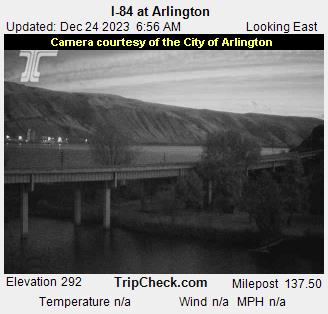 I-84 at Arlington
Updated: Dec 24 2023 6:56 AM Looking East
Camera courtesy of the City of Arlington
Elevation 292 TripCheck.com Milepost 137.50
Temperature n/a Wind n/a MPH n/a